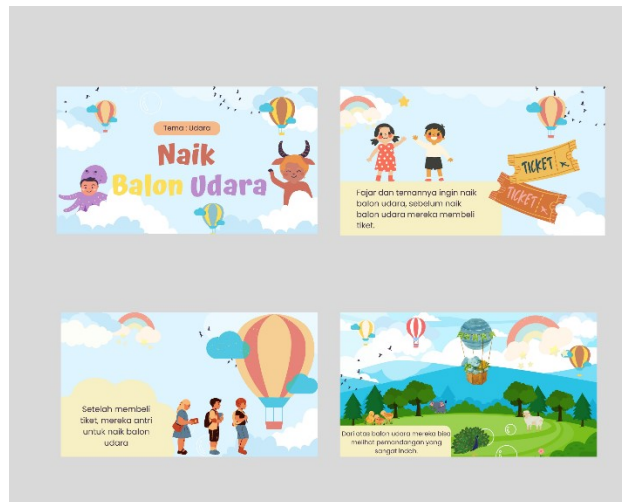 Tema : Udara
Naik
Balon Udara
Fajar dan temannya ingin naik
balon udara, sebelum naik
balon udara mereka membeli
tiket.
TICKET
TICKET
Setelah membeli
tiket, mereka antri
untuk naik balon
udara
Dari atas balon udara mereka bisa
melihat pemandangan yang
sangat indah.